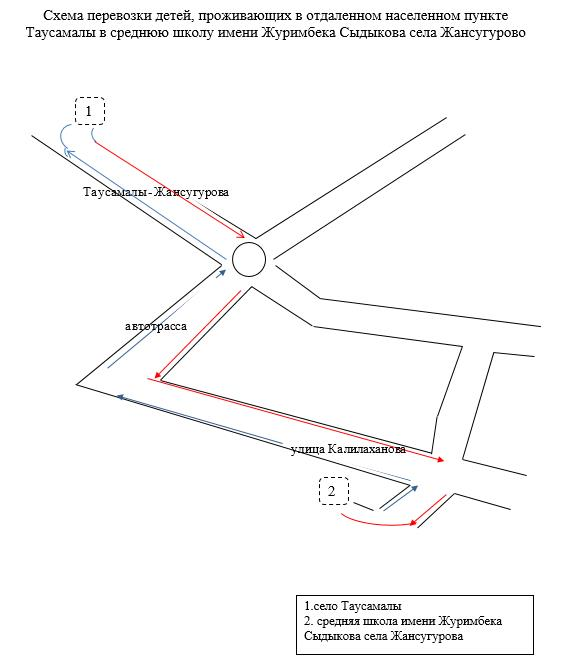 Схема перевозки детей, проживающих в отдаленном населенном пункте
Таусамалы в среднюю школу имени Журимбека Сыдыкова села Жансугурово
1
Таусамалы-Жансугурова
автотрасса
улица Калилаханова
2
1.село Таусамалы
2. средняя школа имени Журимбека
Сыдыкова села Жансугурова